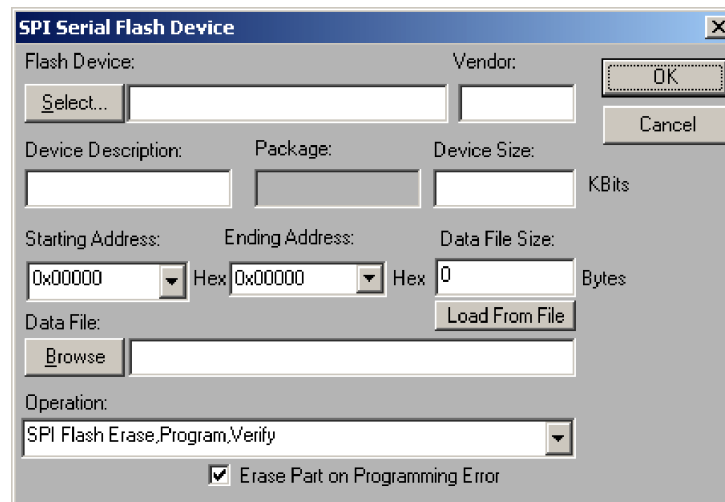 SPI Serial Flash Device
Flash Device: Vendor:
Select... OK
Cancel
Device Description: Package: Device Size:
KBits
Starting Address: Ending Address: Data File Size:
0x00000 Hex 0x00000 Hex 0 Bytes
Load From File
Data File:
Browse
Operation:
SPI Flash Erase,Program,Verify
Erase Part on Programming Error